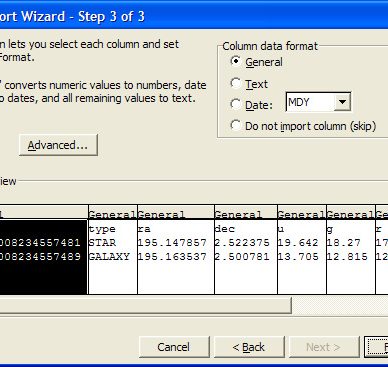 ort Wizard - Step 3 of 3
n lets you select each column and set
Format.
' converts numeric values to numbers, date
o dates, and all remaining values to text.
Advanced...
Column data format
General
Text
Date: MDY
Do not import column (skip)
view
General General General General General
type ra dec u g r
008234557481 STAR 195.147857 2.522375 19.642 18.27 17
008234557489 GALAXY 195.163537 2.500781 13.705 12.815 12
Cancel < Back Next > F